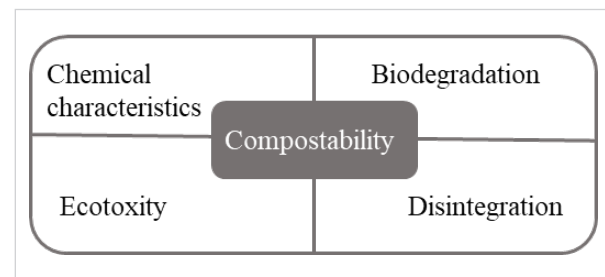 Chemical
characteristics
Biodegradation
Compostability
Ecotoxity
Disintegration